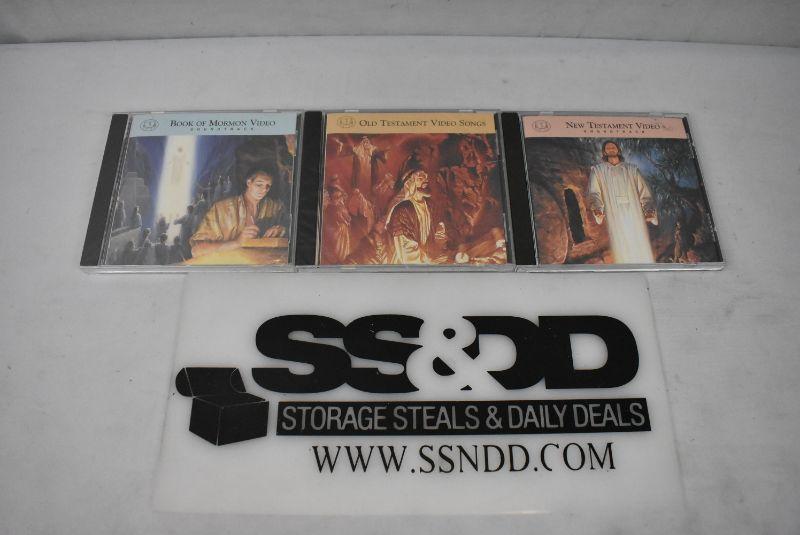 BOOK OF MORMON VIDEO
SOUNDTRACK
OLD TESTAMENT VIDEO SONGS
NEW TESTAMENT VIDEO
SOUNDTRACK
SS&DD
STORAGE STEALS & DAILY DEALS
WWW.SSNDD.COM